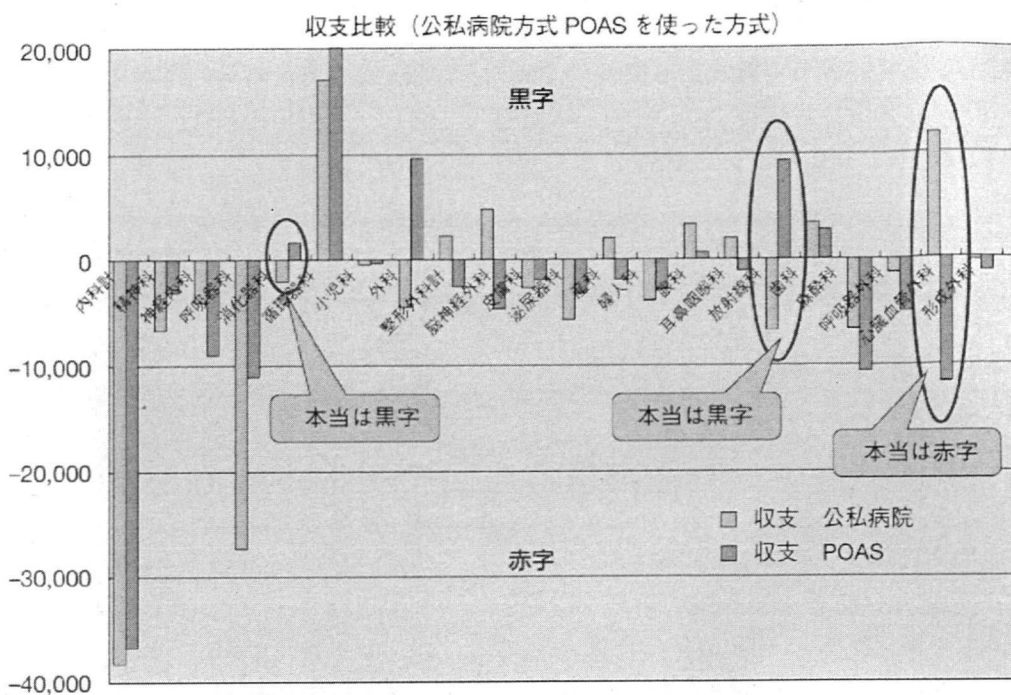 収支比較（公私病院方式 POAS を使った方式）
20,000
黒字
10,000
0
内科計
精神科
神経内科
呼吸器科
消化器科
循環器科
小児科
外科
整形外科計
脳神経外科
皮膚科
泌尿器科
産科
婦人科
眼科
耳鼻咽喉科
放射線科
歯科
麻酔科
呼吸器外科
心臓血管外科
形成外科
-10,000
本当は黒字
本当は黒字
本当は赤字
-20,000
収支 公私病院
収支 POAS
赤字
-30,000
-40,000